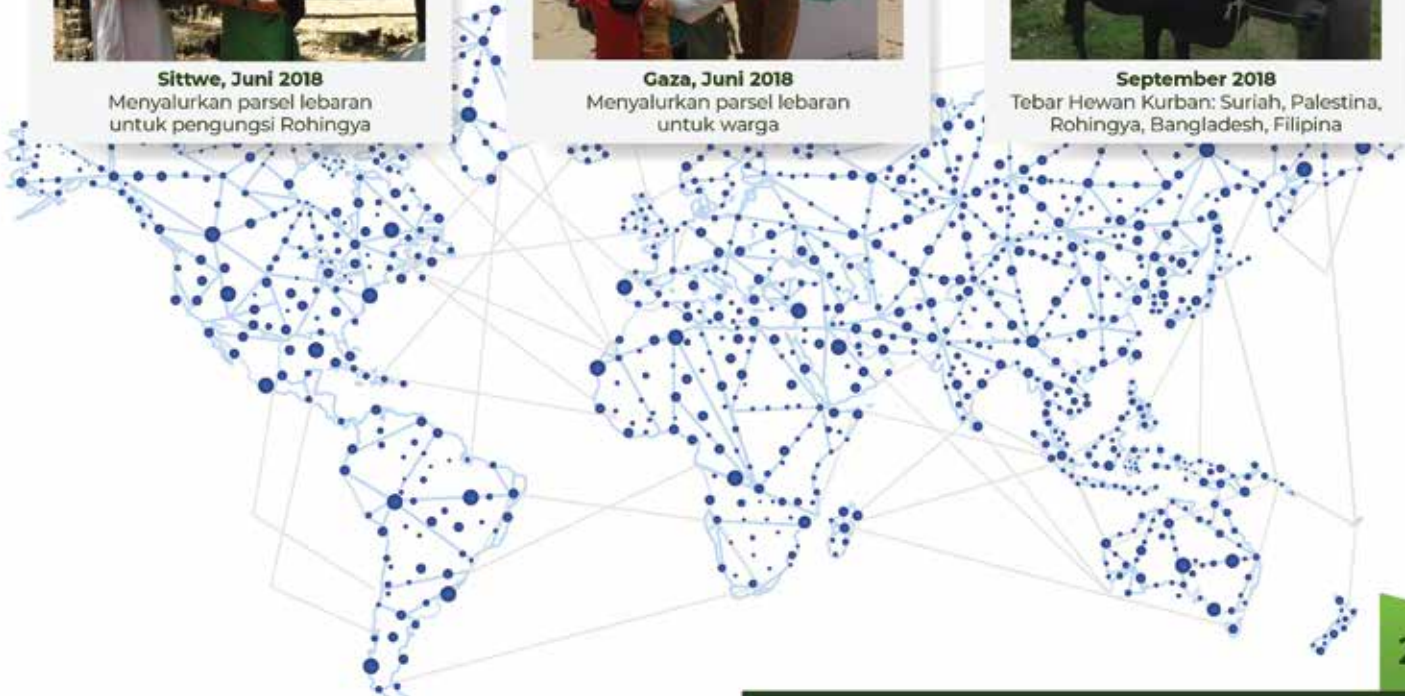 Sittwe, Juni 2018
Menyalurkan parsel lebaran
untuk pengungsi Rohingya
Gaza, Juni 2018
Menyalurkan parsel lebaran
untuk warga
September 2018
Tebar Hewan Kurban: Suriah, Palestina,
Rohingya, Bangladesh, Filipina